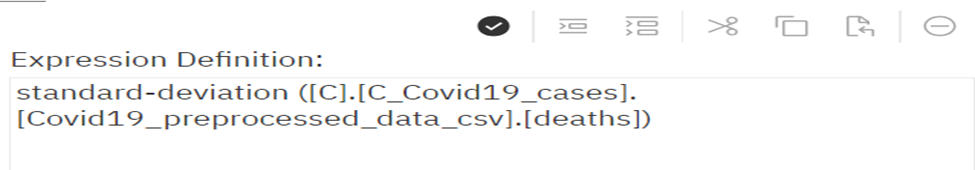 Expression Definition:
standard-deviation ([C].[C_Covid19_cases].
[Covid19_preprocessed_data_csv].[deaths])